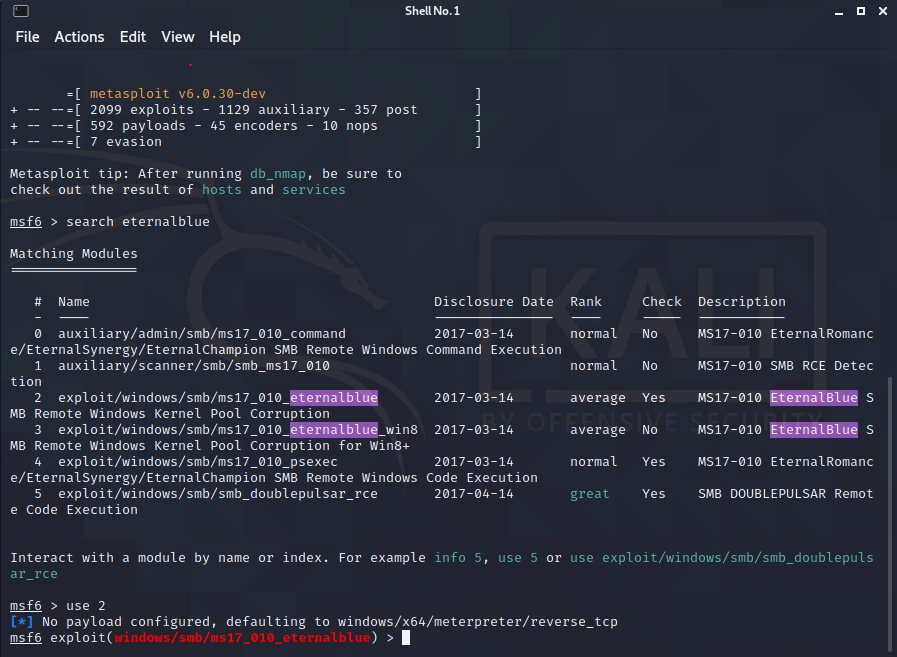 Shell No. 1
File Actions Edit View Help
=[ metasploit v6.0.30-dev ]
+ -- --=[ 2099 exploits - 1129 auxiliary - 357 post ]
+ -- --=[ 592 payloads - 45 encoders - 10 nops ]
+ -- --=[ 7 evasion ]
Metasploit tip: After running db_nmap, be sure to
check out the result of hosts and services
msf6 > search eternalblue
Matching Modules
================
# Name Disclosure Date Rank Check Description
- ---- --------------- ---- ----- -----------
0 auxiliary/admin/smb/ms17_010_command 2017-03-14 normal No MS17-010 EternalRomanc
e/EternalSynergy/EternalChampion SMB Remote Windows Command Execution
1 auxiliary/scanner/smb/smb_ms17_010 normal No MS17-010 SMB RCE Detec
tion
2 exploit/windows/smb/ms17_010_eternalblue 2017-03-14 average Yes MS17-010 EternalBlue S
MB Remote Windows Kernel Pool Corruption
3 exploit/windows/smb/ms17_010_eternalblue_win8 2017-03-14 average No MS17-010 EternalBlue S
MB Remote Windows Kernel Pool Corruption for Win8+
4 exploit/windows/smb/ms17_010_psexec 2017-03-14 normal Yes MS17-010 EternalRomanc
e/EternalSynergy/EternalChampion SMB Remote Windows Code Execution
5 exploit/windows/smb/smb_doublepulsar_rce 2017-04-14 great Yes SMB DOUBLEPULSAR Remot
e Code Execution
Interact with a module by name or index. For example info 5, use 5 or use exploit/windows/smb/smb_doublepuls
ar_rce
msf6 > use 2
[*] No payload configured, defaulting to windows/x64/meterpreter/reverse_tcp
msf6 exploit(windows/smb/ms17_010_eternalblue) >
KALI
BY OFFENSIVE SECURITY